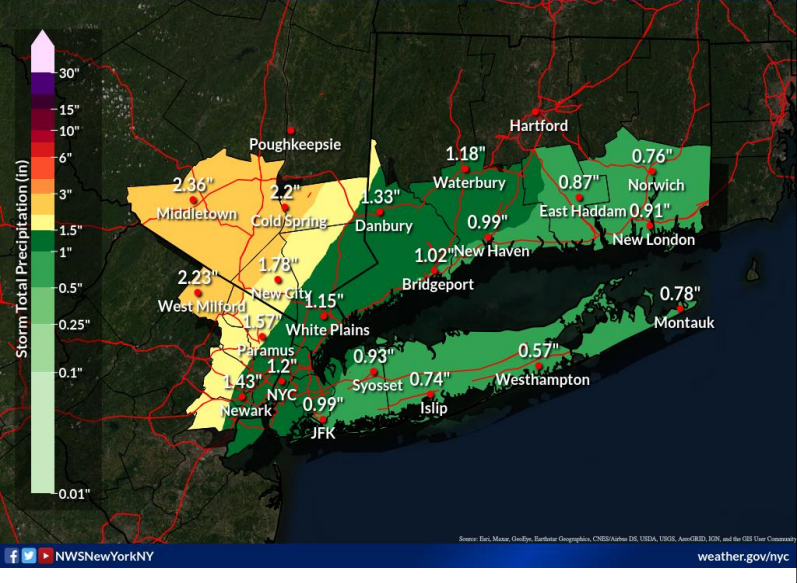 Storm Total Precipitation (in)
30"
15"
10"
6"
3"
1.5"
1"
0.5"
0.25"
0.1"
0.01"
Hartford
Poughkeepsie
1.18"
Waterbury
0.76"
Norwich
2.36"
Middletown
2.2"
Cold Spring
1.33"
Danbury
0.87"
East Haddam
0.91"
New London
0.99"
New Haven
1.02"
Bridgeport
1.78"
New City
2.23"
West Milford
1.15"
White Plains
0.78"
Montauk
1.57"
Paramus
1.2"
NYC
0.93"
Syosset
0.57"
Westhampton
1.43"
Newark
0.74"
Islip
0.99"
JFK
Source: Esri, Maxar, GeoEye, Earthstar Geographics, CNES/Airbus DS, USDA, USGS, AeroGRID, IGN, and the GIS User Community
NWSNewYorkNY
weather.gov/nyc